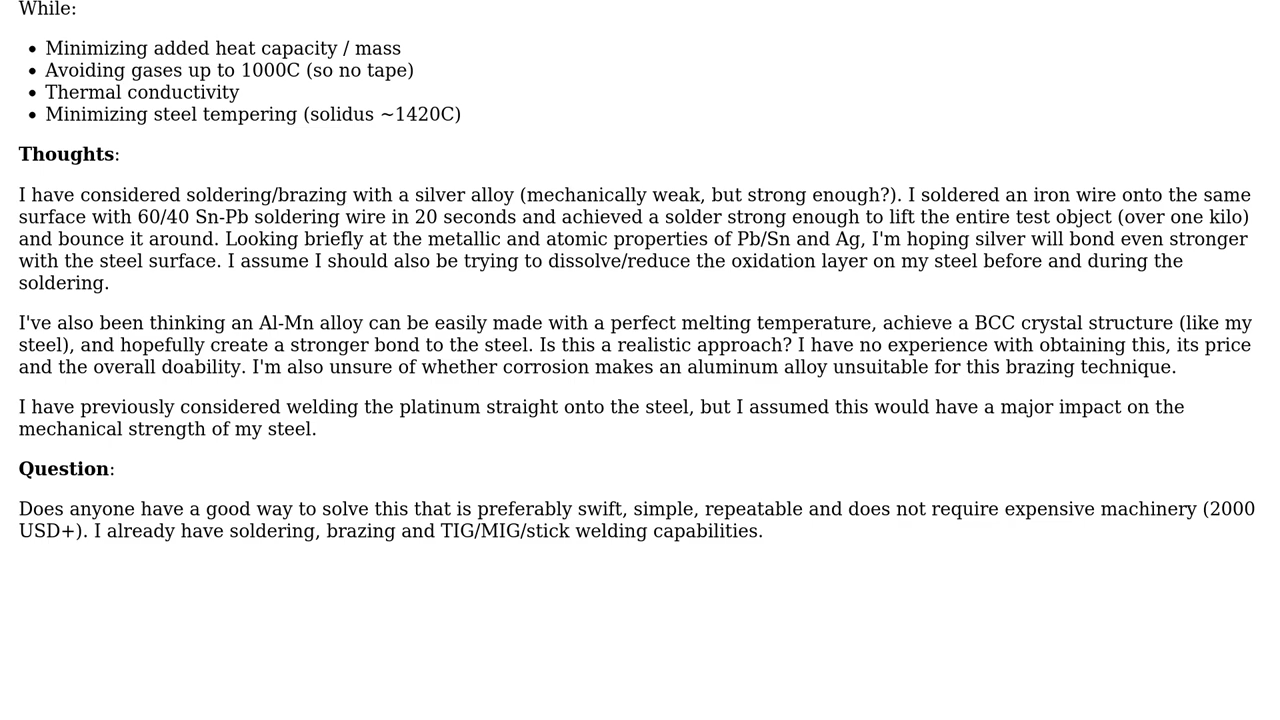 While:
• Minimizing added heat capacity / mass
• Avoiding gases up to 1000C (so no tape)
• Thermal conductivity
• Minimizing steel tempering (solidus ~1420C)
Thoughts:
I have considered soldering/brazing with a silver alloy (mechanically weak, but strong enough?). I soldered an iron wire onto the same
surface with 60/40 Sn-Pb soldering wire in 20 seconds and achieved a solder strong enough to lift the entire test object (over one kilo)
and bounce it around. Looking briefly at the metallic and atomic properties of Pb/Sn and Ag, I'm hoping silver will bond even stronger
with the steel surface. I assume I should also be trying to dissolve/reduce the oxidation layer on my steel before and during the
soldering.
I've also been thinking an Al-Mn alloy can be easily made with a perfect melting temperature, achieve a BCC crystal structure (like my
steel), and hopefully create a stronger bond to the steel. Is this a realistic approach? I have no experience with obtaining this, its price
and the overall doability. I'm also unsure of whether corrosion makes an aluminum alloy unsuitable for this brazing technique.
I have previously considered welding the platinum straight onto the steel, but I assumed this would have a major impact on the
mechanical strength of my steel.
Question:
Does anyone have a good way to solve this that is preferably swift, simple, repeatable and does not require expensive machinery (2000
USD+). I already have soldering, brazing and TIG/MIG/stick welding capabilities.